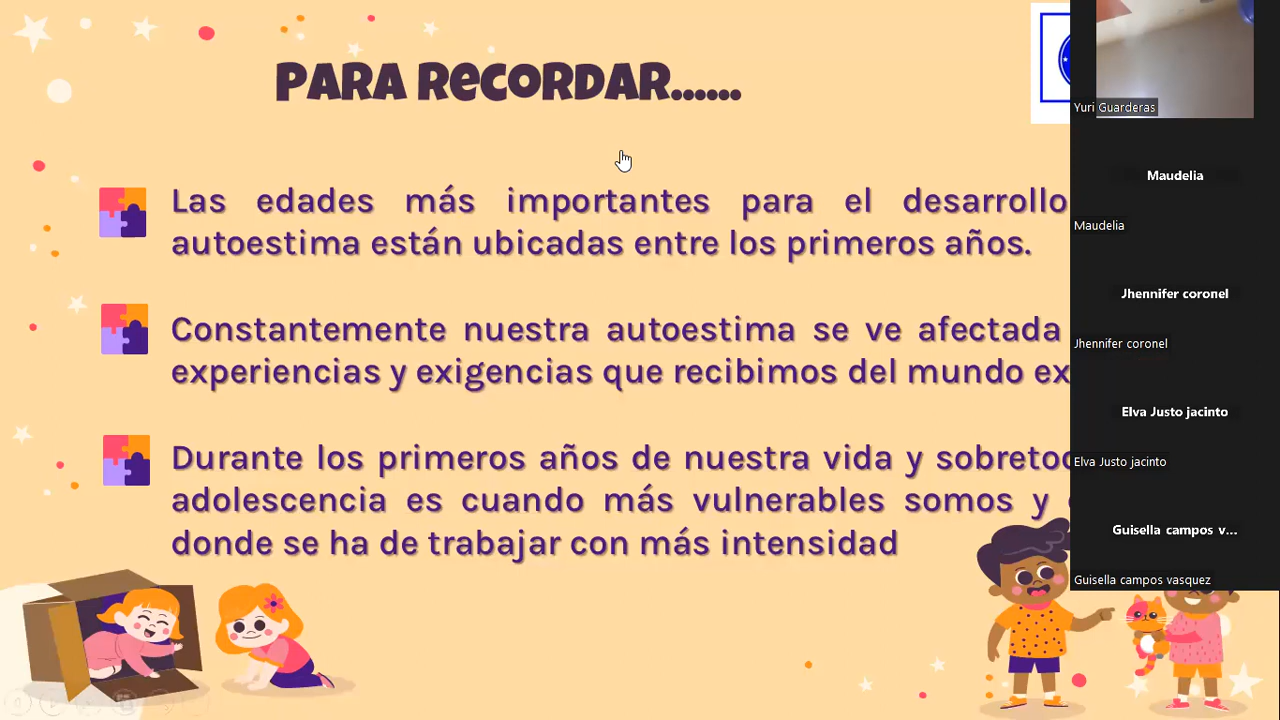 PARA RECORDAR......
Las edades más importantes para el desarrollo
autoestima están ubicadas entre los primeros años.
Constantemente nuestra autoestima se ve afectada
experiencias y exigencias que recibimos del mundo ex
Durante los primeros años de nuestra vida y sobretod
adolescencia es cuando más vulnerables somos y
donde se ha de trabajar con más intensidad
Yuri Guarderas
Maudelia
Maudelia
Jhennifer coronel
Jhennifer coronel
Elva Justo jacinto
Elva Justo jacinto
Guisella campos v...
Guisella campos vasquez